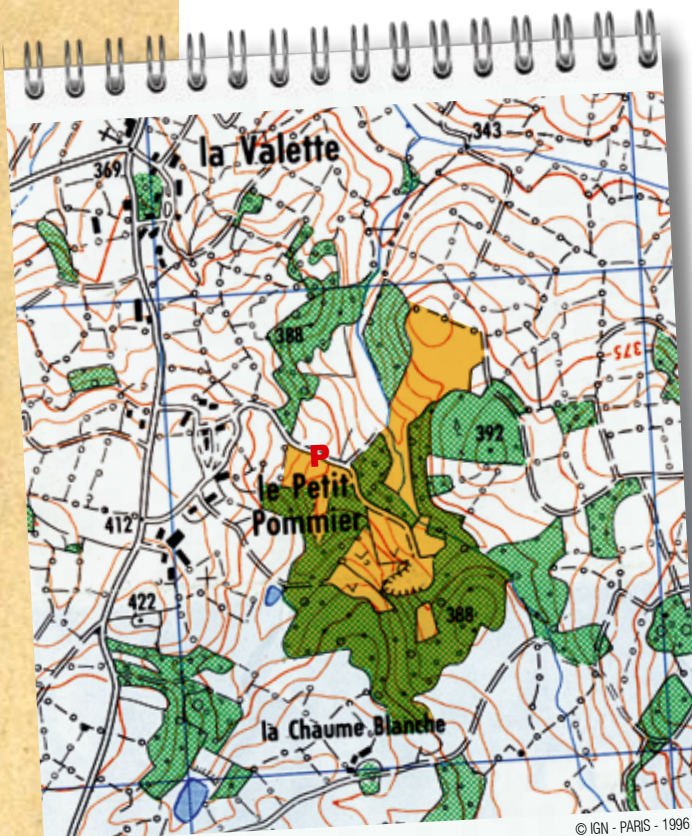 343
la Valette
369
388
375
392
P
le Petit
Pommier
412
422
388
la Chaume Blanche
© IGN - PARIS - 1996